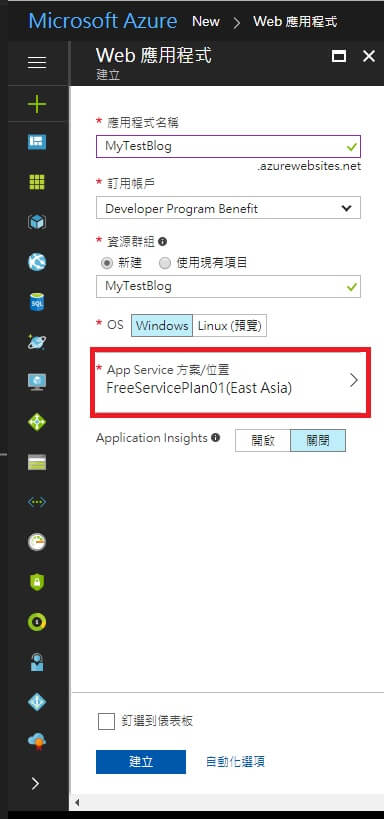 Microsoft Azure New > Web 應用程式
Web 應用程式
建立
* 應用程式名稱
MyTestBlog
.azurewebsites.net
* 訂用帳戶
Developer Program Benefit
* 資源群組
新建 使用現有項目
MyTestBlog
* OS Windows Linux (預覽)
* App Service 方案/位置
FreeServicePlan01(East Asia)
Application Insights 開啟 關閉
釘選到儀表板
建立 自動化選項